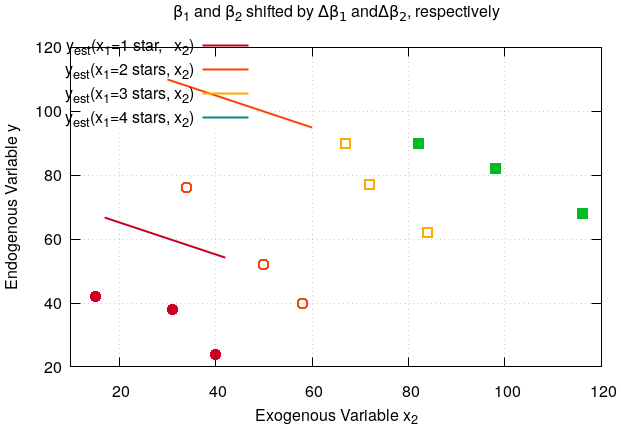 β1 and β2 shifted by Δβ1 andΔβ2, respectively
yest(x1=1 star,   x2)
yest(x1=2 stars, x2)
yest(x1=3 stars, x2)
yest(x1=4 stars, x2)
120
100
80
60
40
20
Endogenous Variable y
20 40 60 80 100 120
Exogenous Variable x2